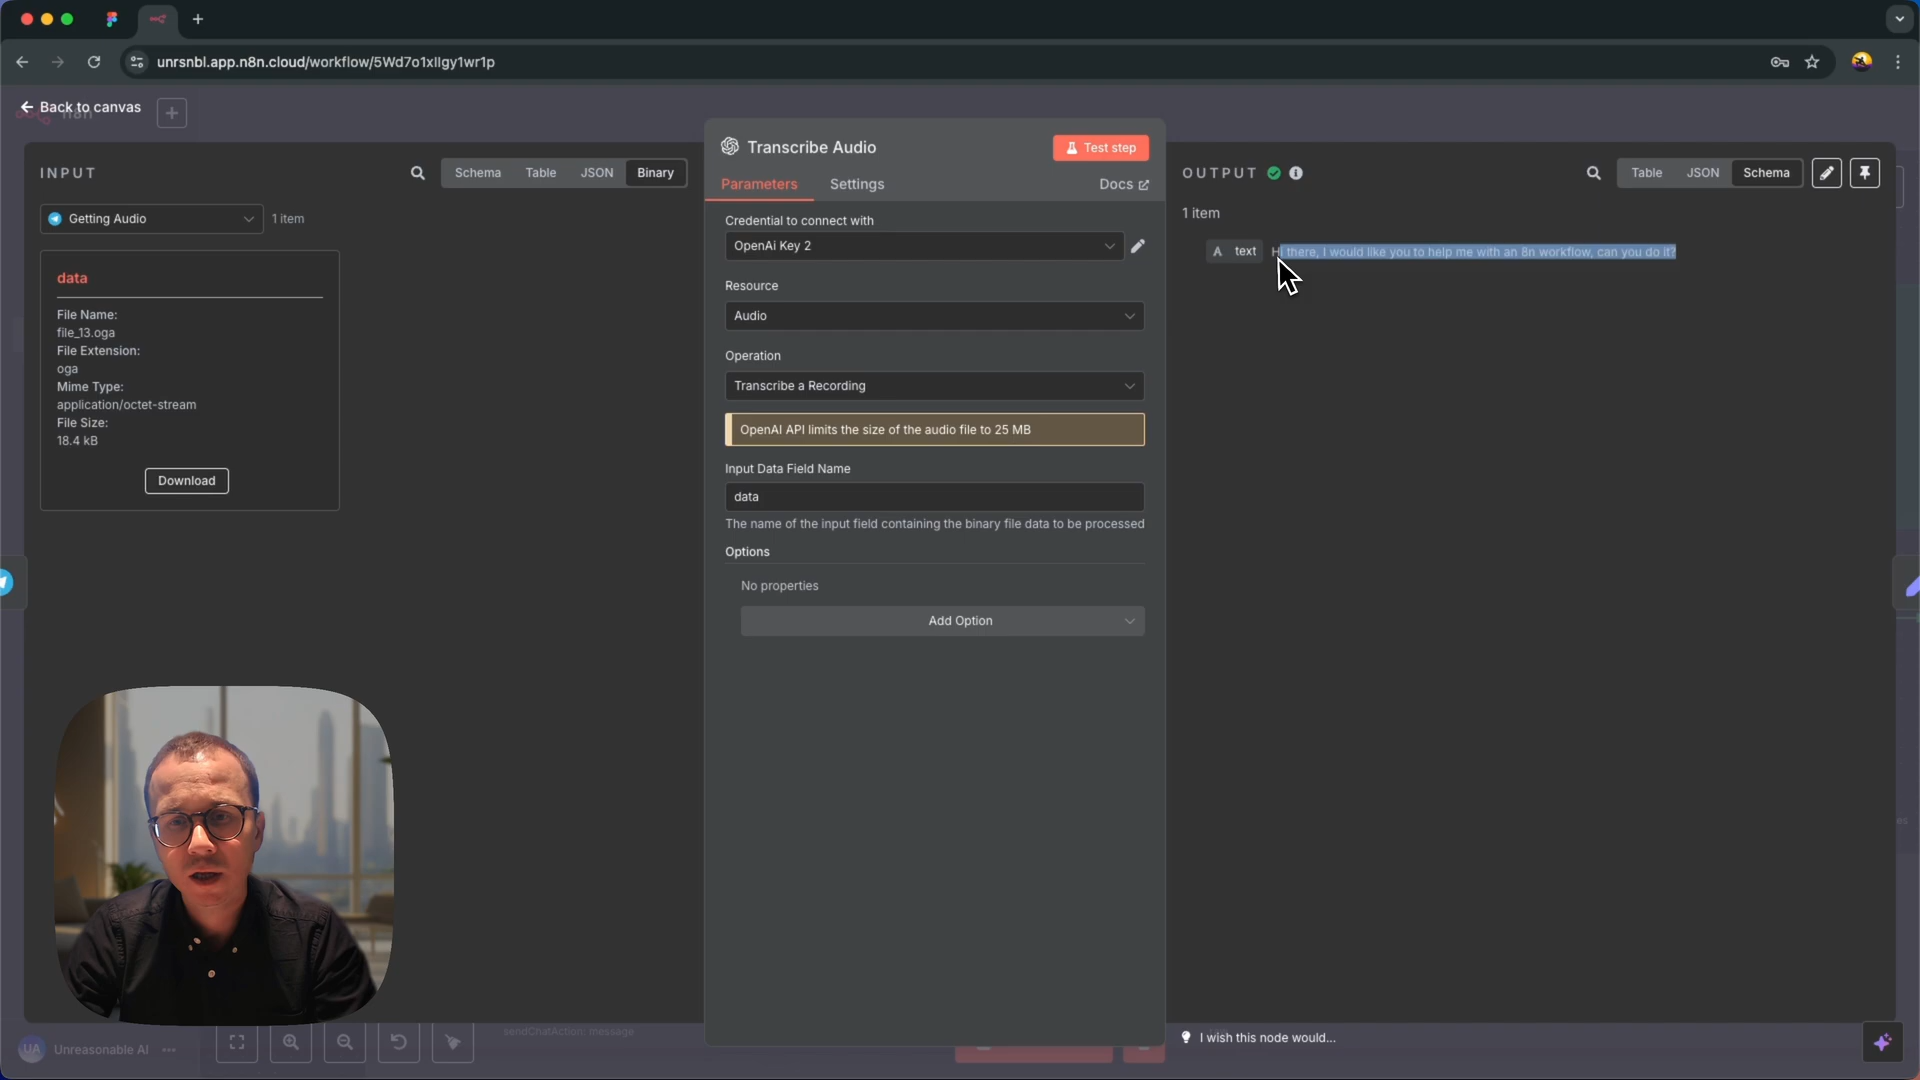 unrsnbl.app.n8n.cloud/workflow/5Wd7o1xllgy1wr1p
Back to canvas
n8n
INPUT
Schema
Table
JSON
Binary
Getting Audio
1 item
data
File Name:
file_13.oga
File Extension:
oga
Mime Type:
application/octet-stream
File Size:
18.4 kB
Download
Transcribe Audio
Test step
Parameters
Settings
Docs
Credential to connect with
OpenAi Key 2
Resource
Audio
Operation
Transcribe a Recording
OpenAI API limits the size of the audio file to 25 MB
Input Data Field Name
data
The name of the input field containing the binary file data to be processed
Options
No properties
Add Option
OUTPUT
Table
JSON
Schema
1 item
A text Hi there, I would like you to help me with an 8n workflow, can you do it?
sendChatAction: message
I wish this node would...
UA Unreasonable AI